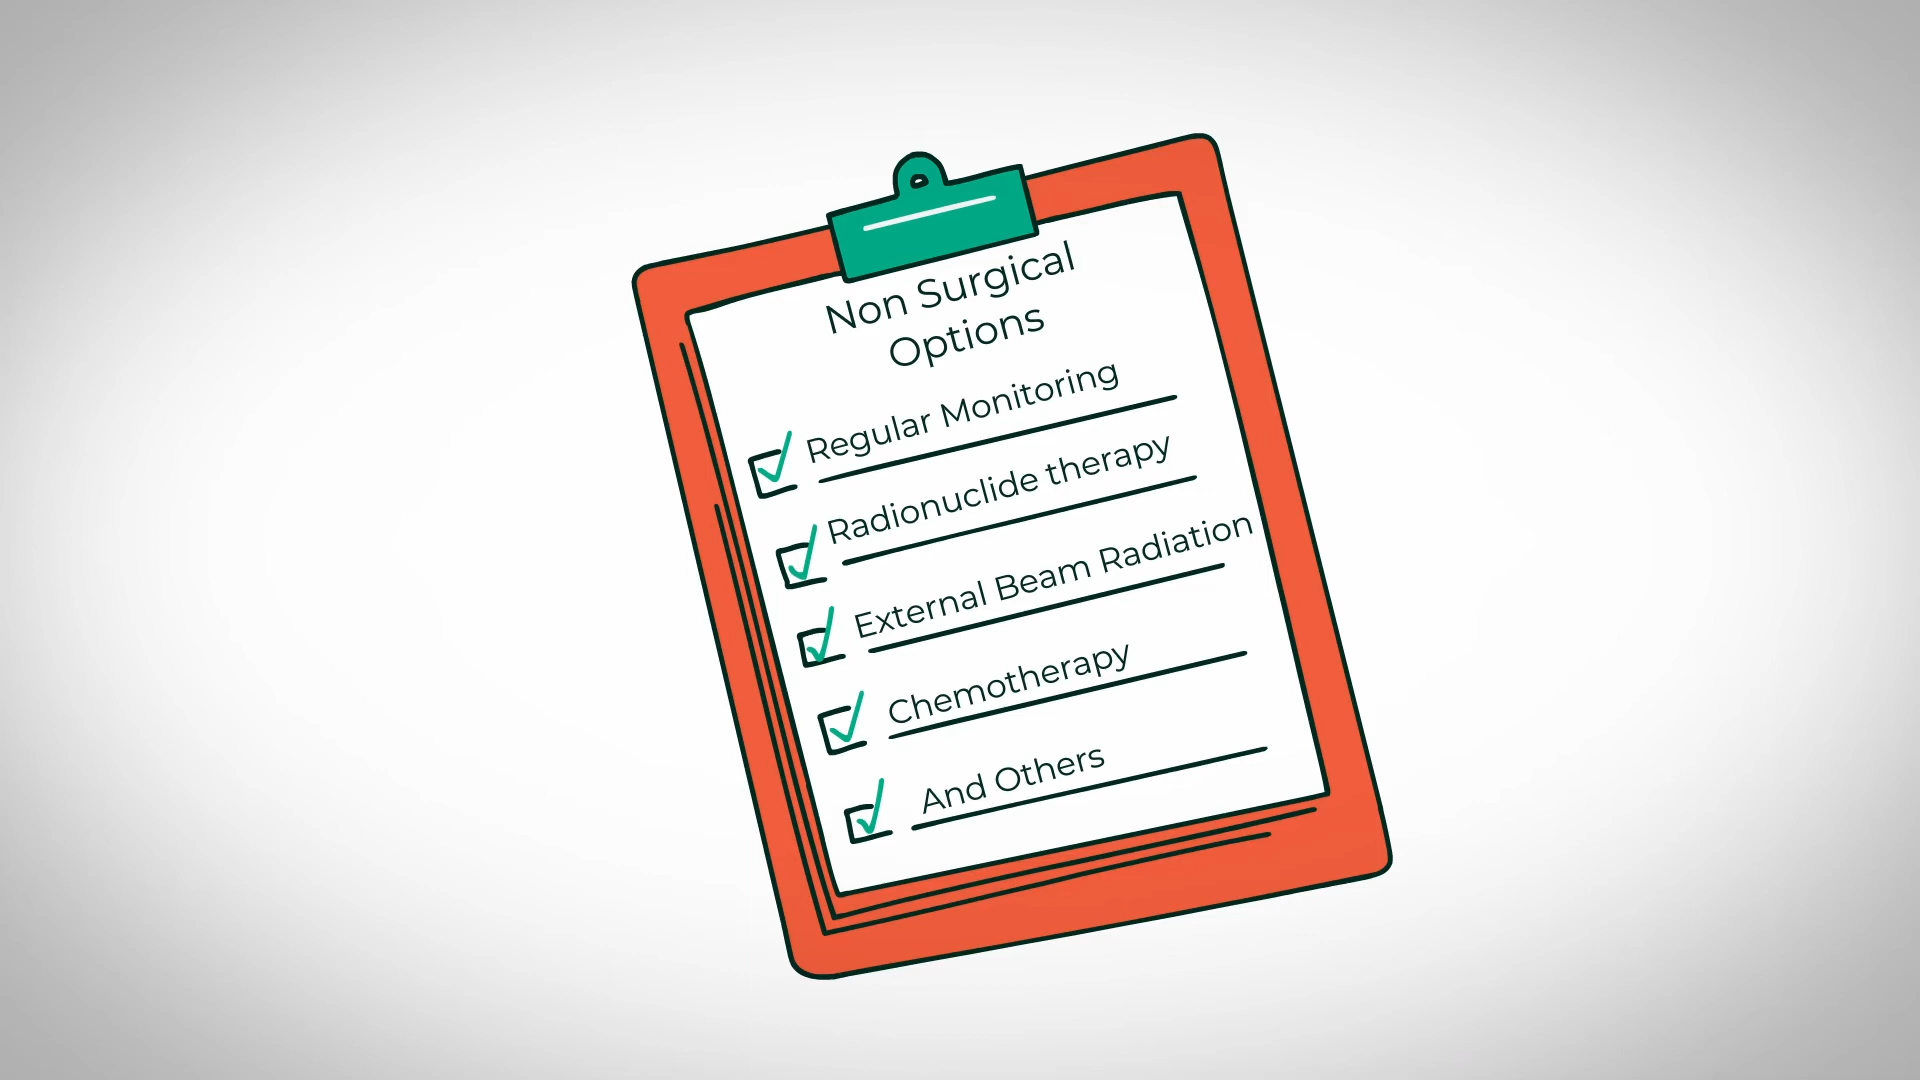 Non Surgical
Options
Regular Monitoring
Radionuclide therapy
External Beam Radiation
Chemotherapy
And Others